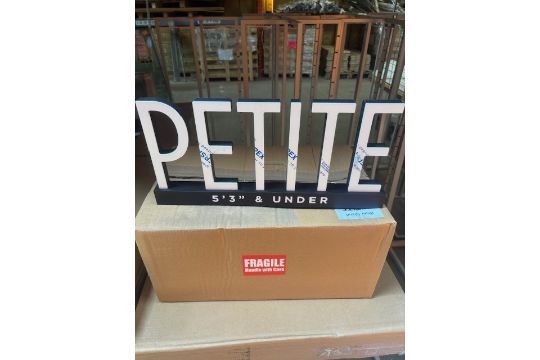 PETITE
5'3" & UNDER
FRAGILE
Handle with Care